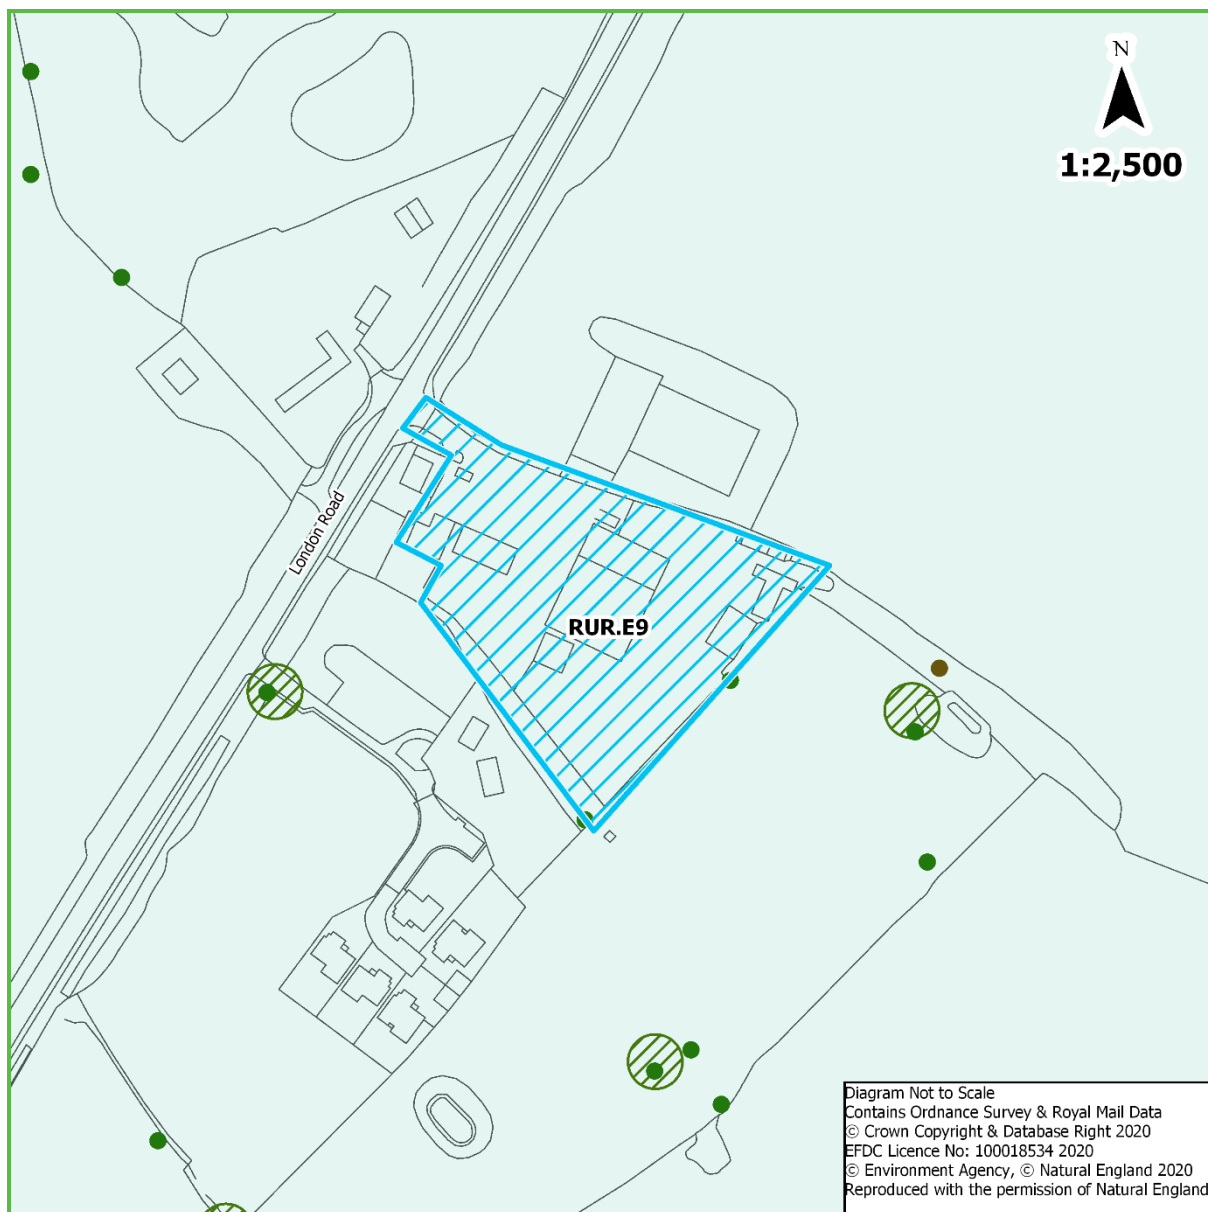 N
1:2,500
London Road
RUR.E9
Diagram Not to Scale
Contains Ordnance Survey & Royal Mail Data
© Crown Copyright & Database Right 2020
EFDC Licence No: 100018534 2020
© Environment Agency, © Natural England 2020
Reproduced with the permission of Natural England